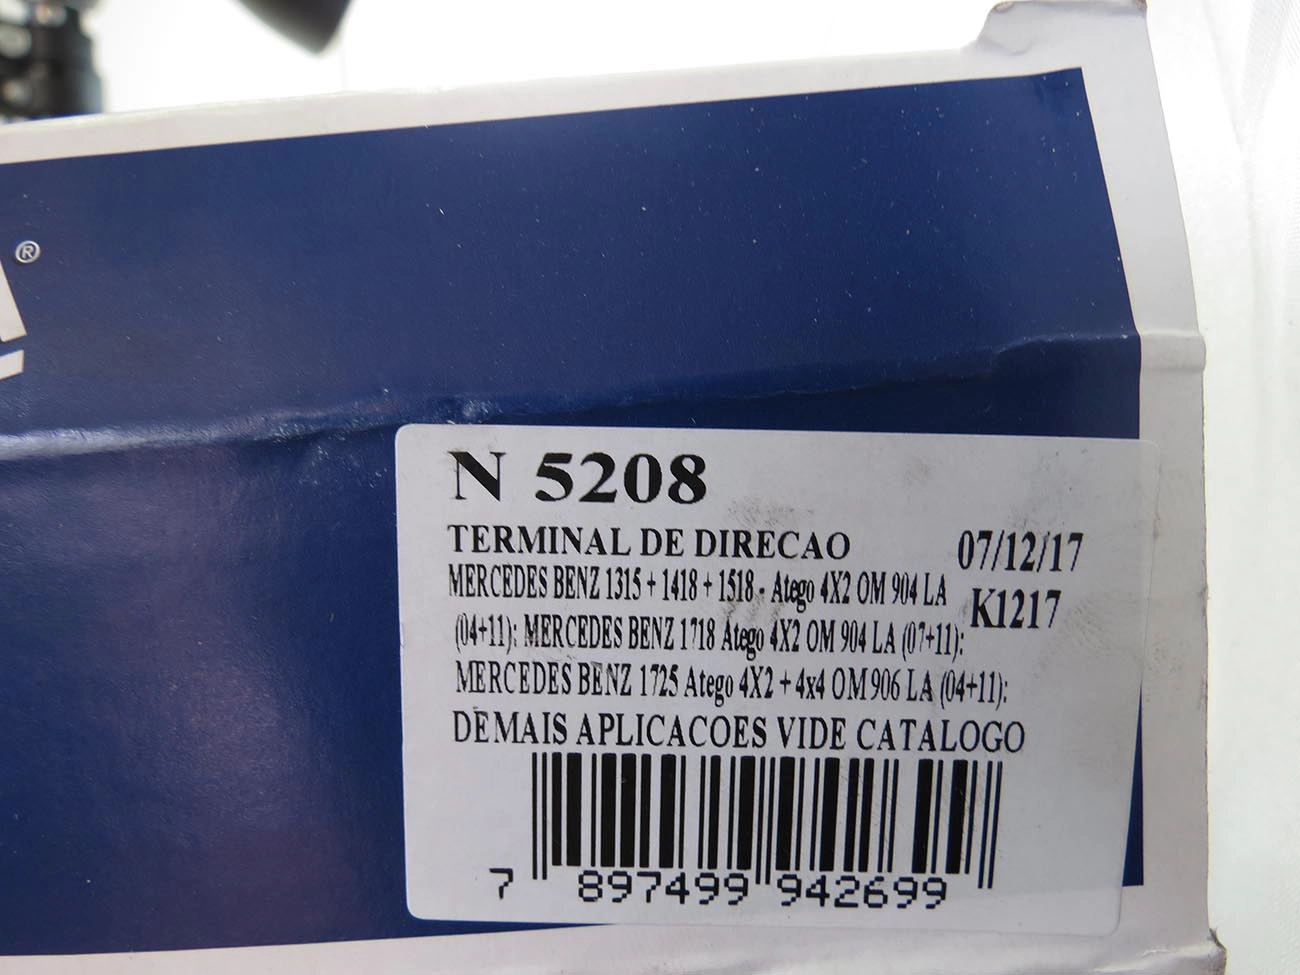 ®
N 5208
TERMINAL DE DIRECAO
07/12/17
MERCEDES BENZ 1315 + 1418 + 1518 - Atego 4X2 OM 904 LA
K1217
(04+11): MERCEDES BENZ 1718 Atego 4X2 OM 904 LA (07+11):
MERCEDES BENZ 1725 Atego 4X2 + 4x4 OM 906 LA (04+11):
DEMAIS APLICACOES VIDE CATALOGO
7 897499 942699